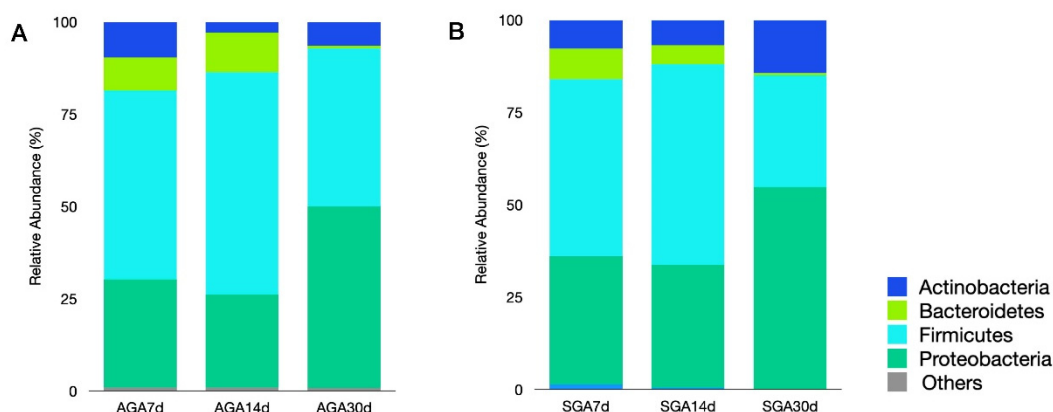 A
Relative Abundance (%)
100
75
50
25
0
AGA7d
AGA14d
AGA30d
B
Relative Abundance (%)
100
75
50
25
0
SGA7d
SGA14d
SGA30d
Actinobacteria
Bacteroidetes
Firmicutes
Proteobacteria
Others